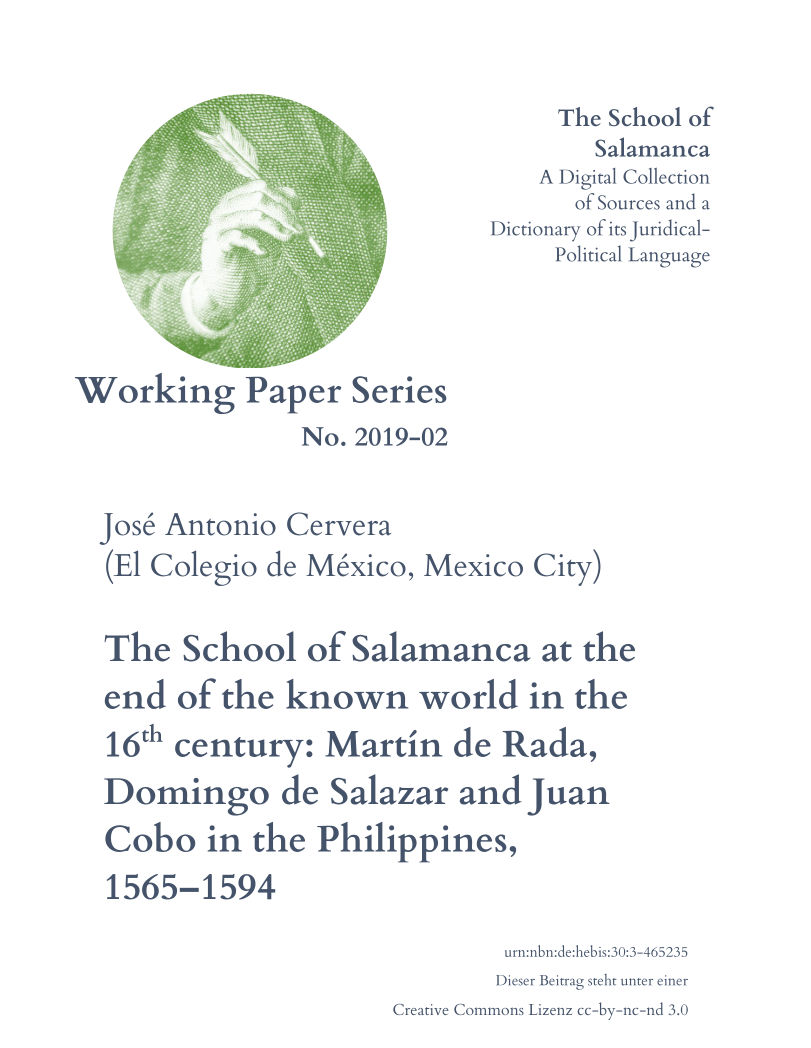 The School of
Salamanca
A Digital Collection
of Sources and a
Dictionary of its Juridical-
Political Language
Working Paper Series
No. 2019-02
José Antonio Cervera
(El Colegio de México, Mexico City)
The School of Salamanca at the
end of the known world in the
16th century: Martín de Rada,
Domingo de Salazar and Juan
Cobo in the Philippines,
1565–1594
urn:nbn:de:hebis:30:3-465235
Dieser Beitrag steht unter einer
Creative Commons Lizenz cc-by-nc-nd 3.0